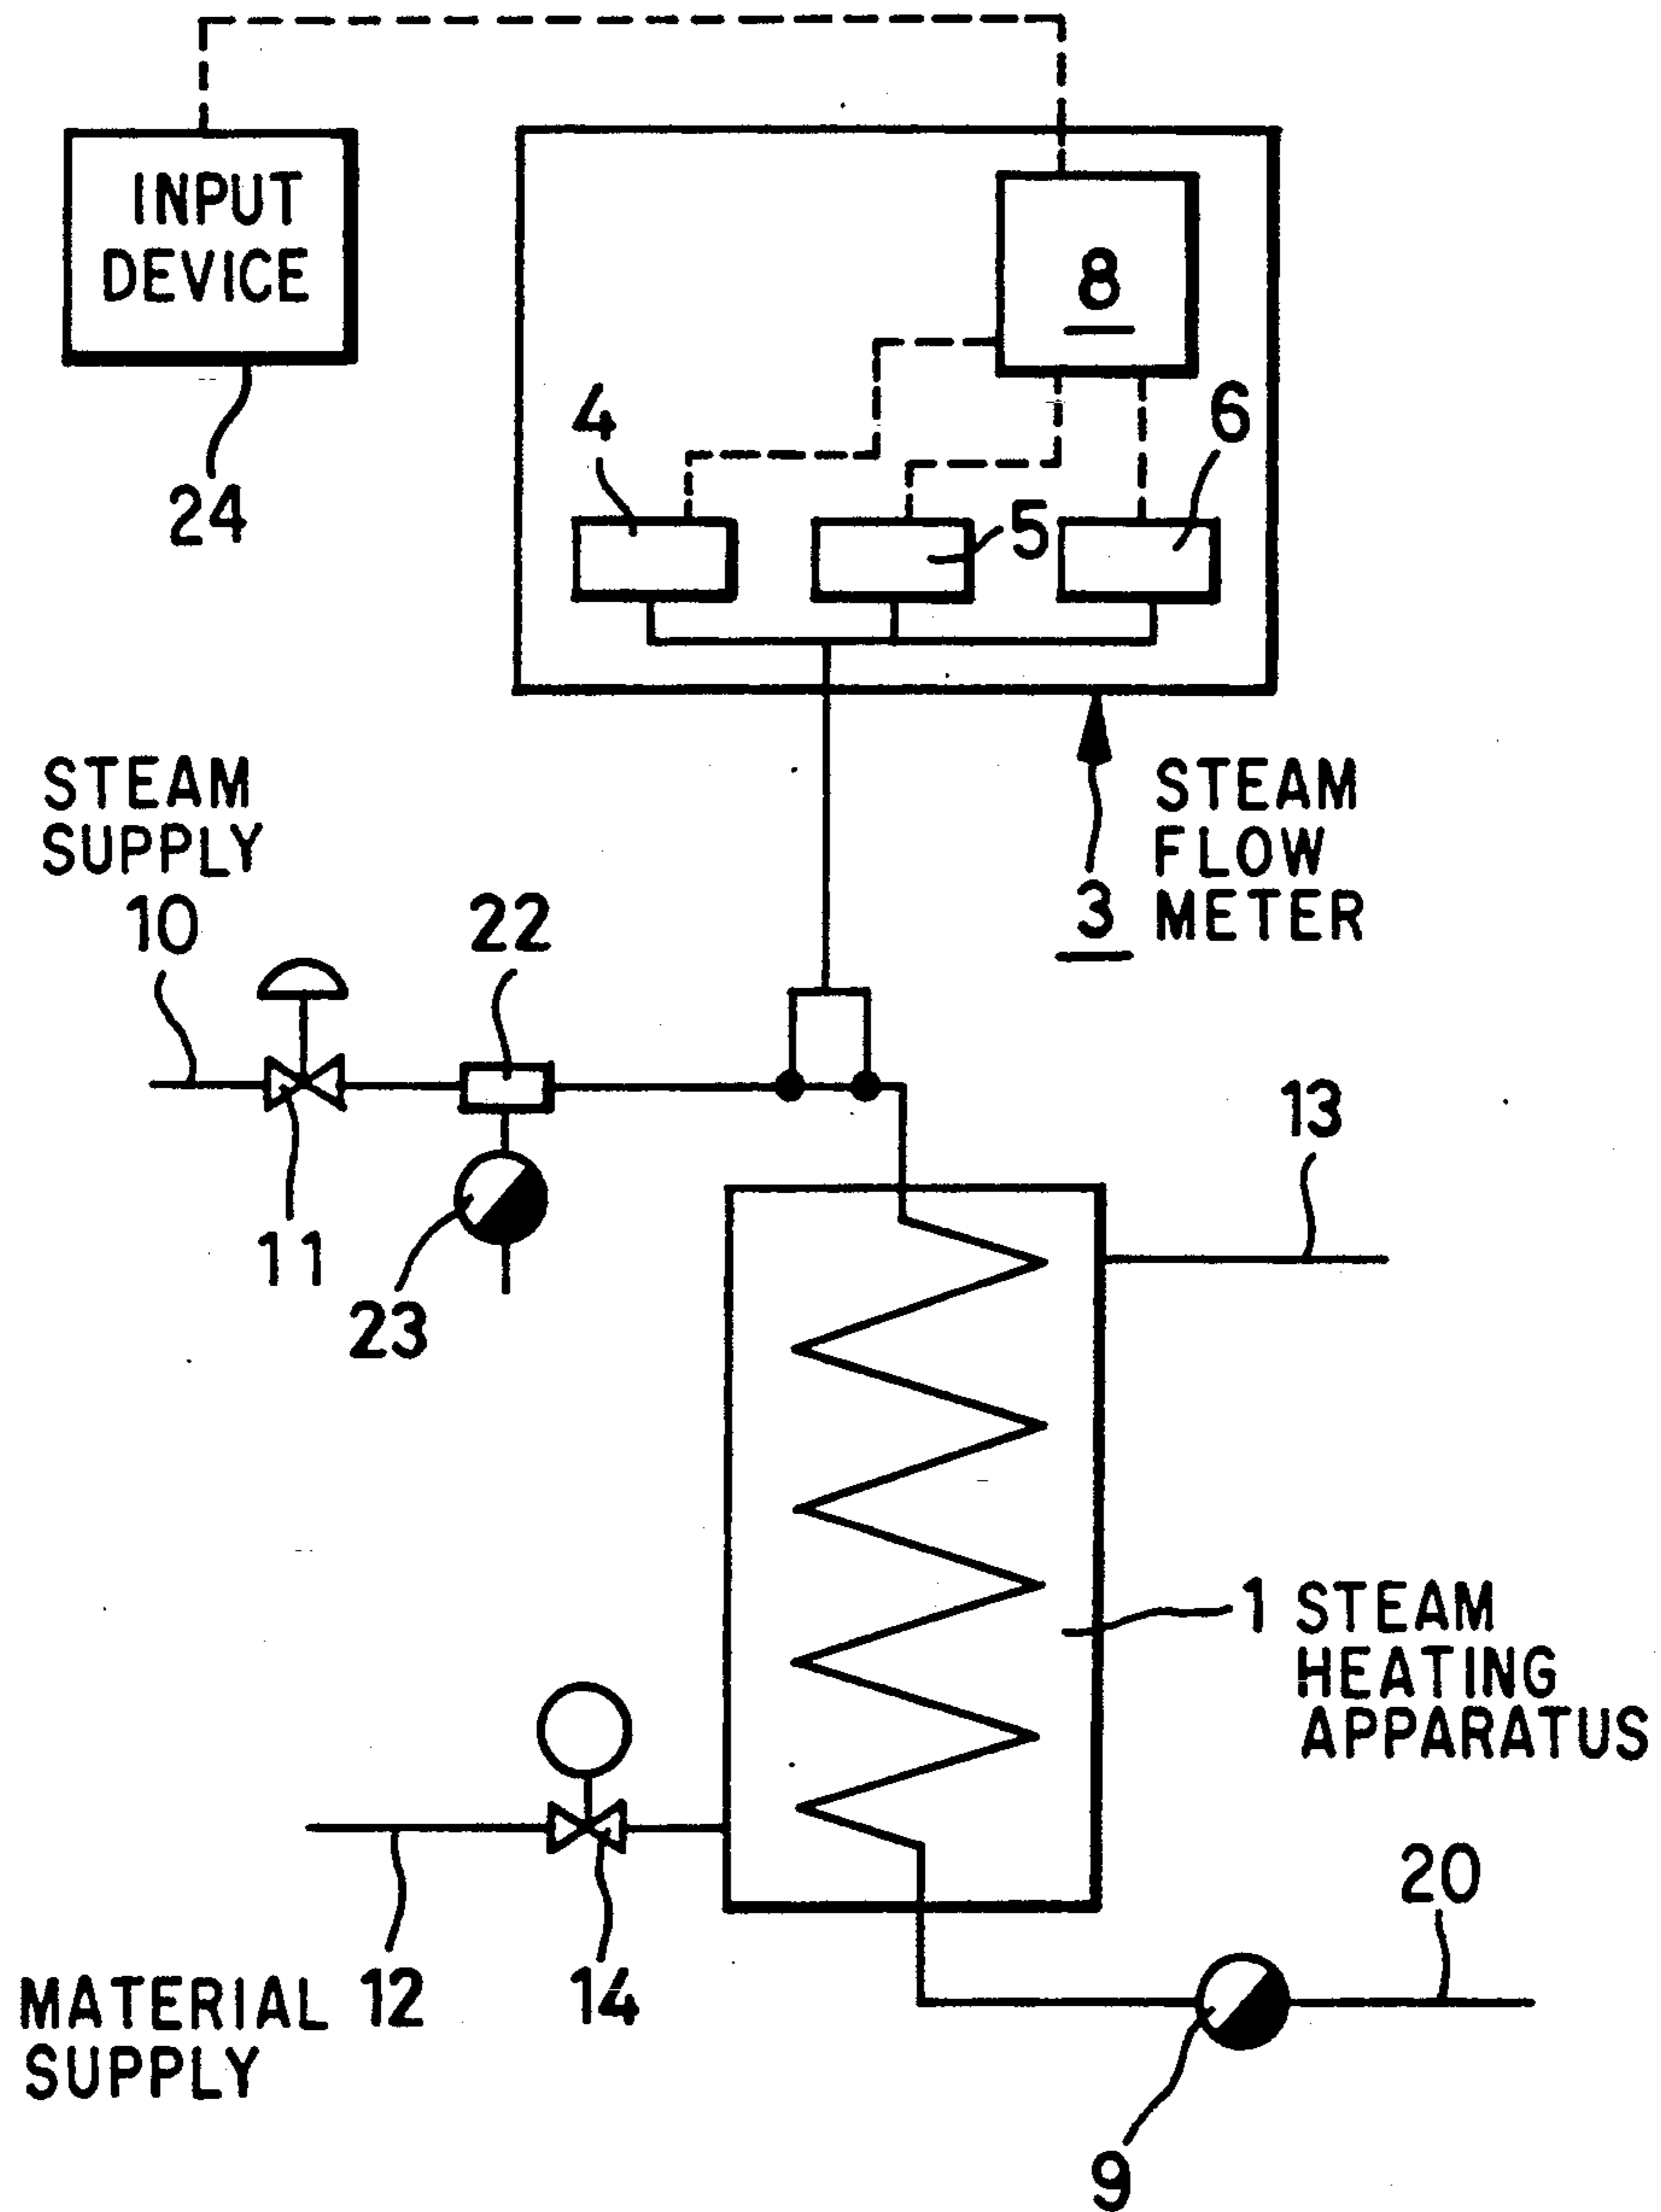 INPUT
DEVICE
24
8
4
5
6
STEAM
SUPPLY
10
22
3
STEAM
FLOW
METER
11
23
13
1 STEAM
HEATING
APPARATUS
MATERIAL
SUPPLY
12
14
20
9